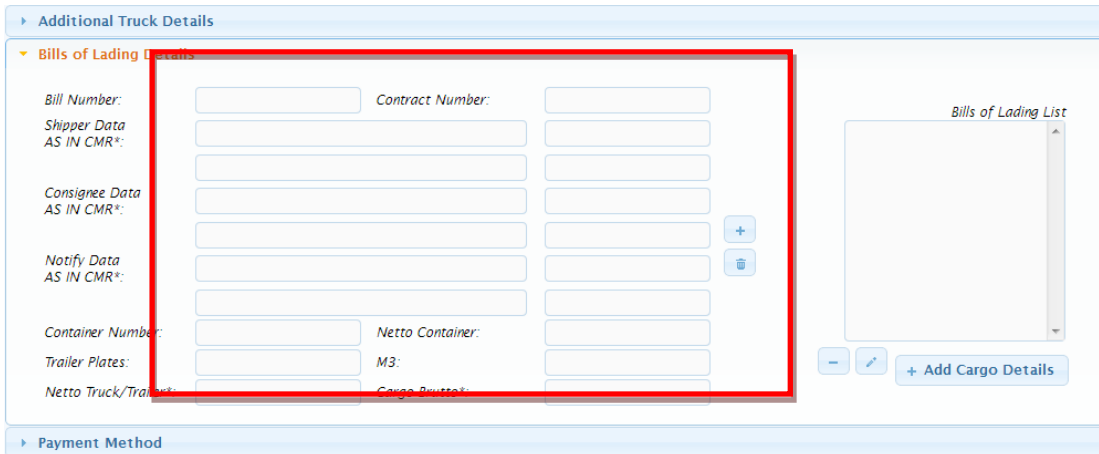 Additional Truck Details
Bills of Lading Details
Bill Number:
Contract Number:
Bills of Lading List
Shipper Data
AS IN CMR*:
Consignee Data
AS IN CMR*:
Notify Data
AS IN CMR*:
Container Number:
Netto Container:
Trailer Plates:
M3:
+ Add Cargo Details
Netto Truck/Trailer*:
Cargo Brutto*:
Payment Method